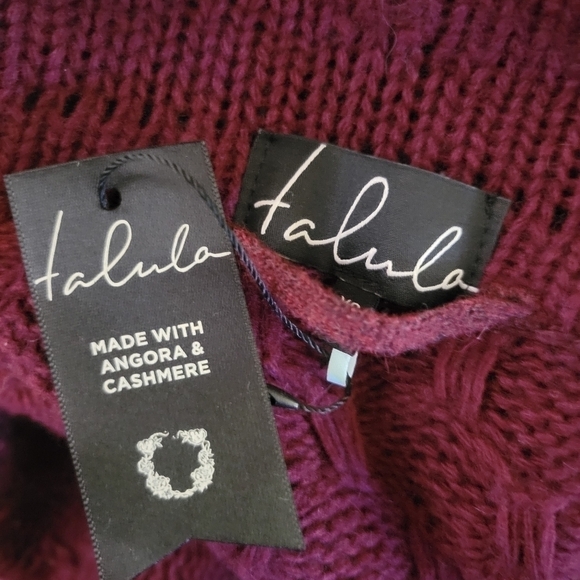 talula
MADE WITH
ANGORA &
CASHMERE
talula